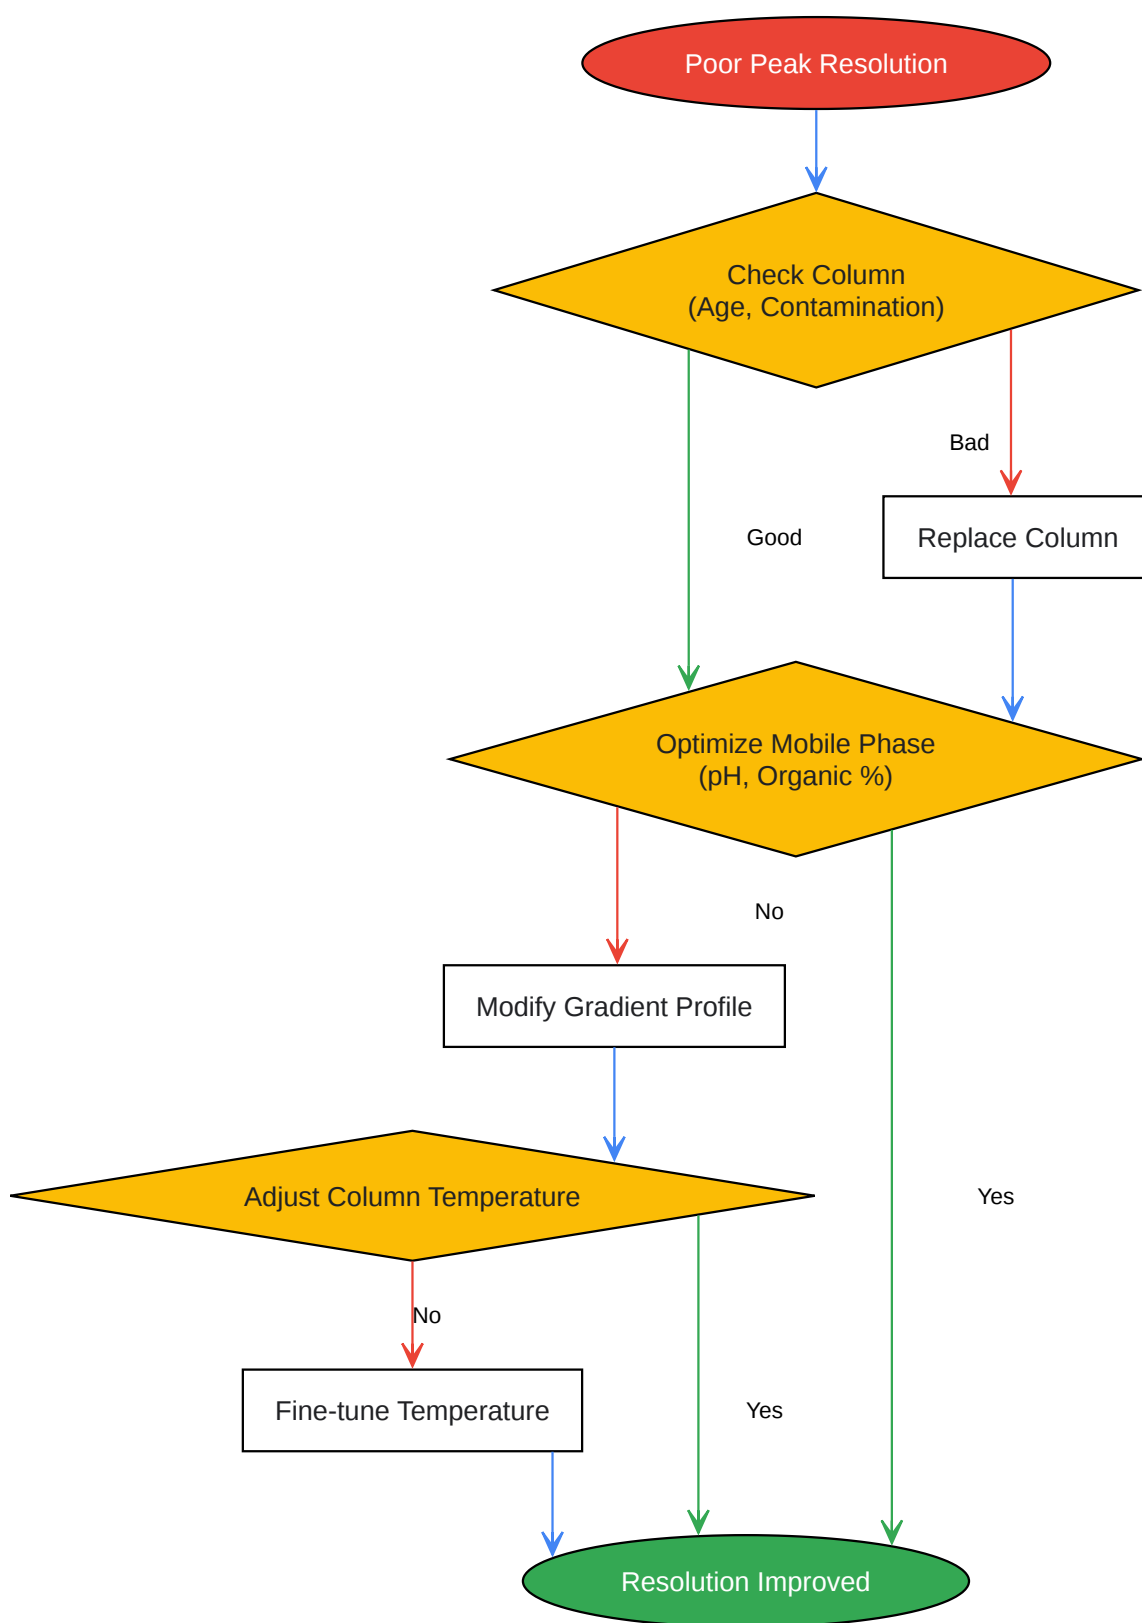 Poor Peak Resolution
Check Column
(Age, Contamination)
Bad
Good
Replace Column
Optimize Mobile Phase
(pH, Organic %)
No
Modify Gradient Profile
Adjust Column Temperature
Yes
No
Fine-tune Temperature
Yes
Resolution Improved